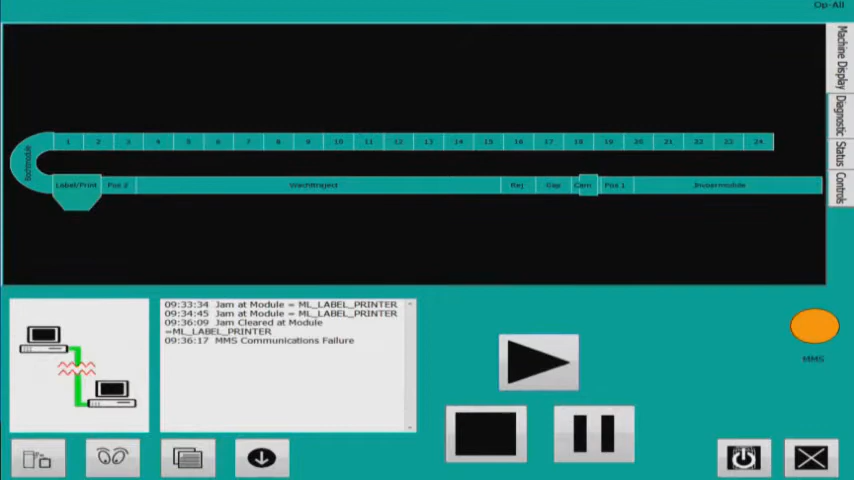 Op-All
Machine Display
Diagnostic
Status
Controls
1 2 3 4 5 6 7 8 9 10 11 12 13 14 15 16 17 18 19 20 21 22 23 24
Bochtmodule
Label/Print Pos 2 Wachttraject Rej Gap Cam Pos 1 Invoermodule
09:33:34 Jam at Module = ML_LABEL_PRINTER
09:34:45 Jam at Module = ML_LABEL_PRINTER
09:36:09 Jam Cleared at Module
=ML_LABEL_PRINTER
09:36:17 MMS Communications Failure
MMS